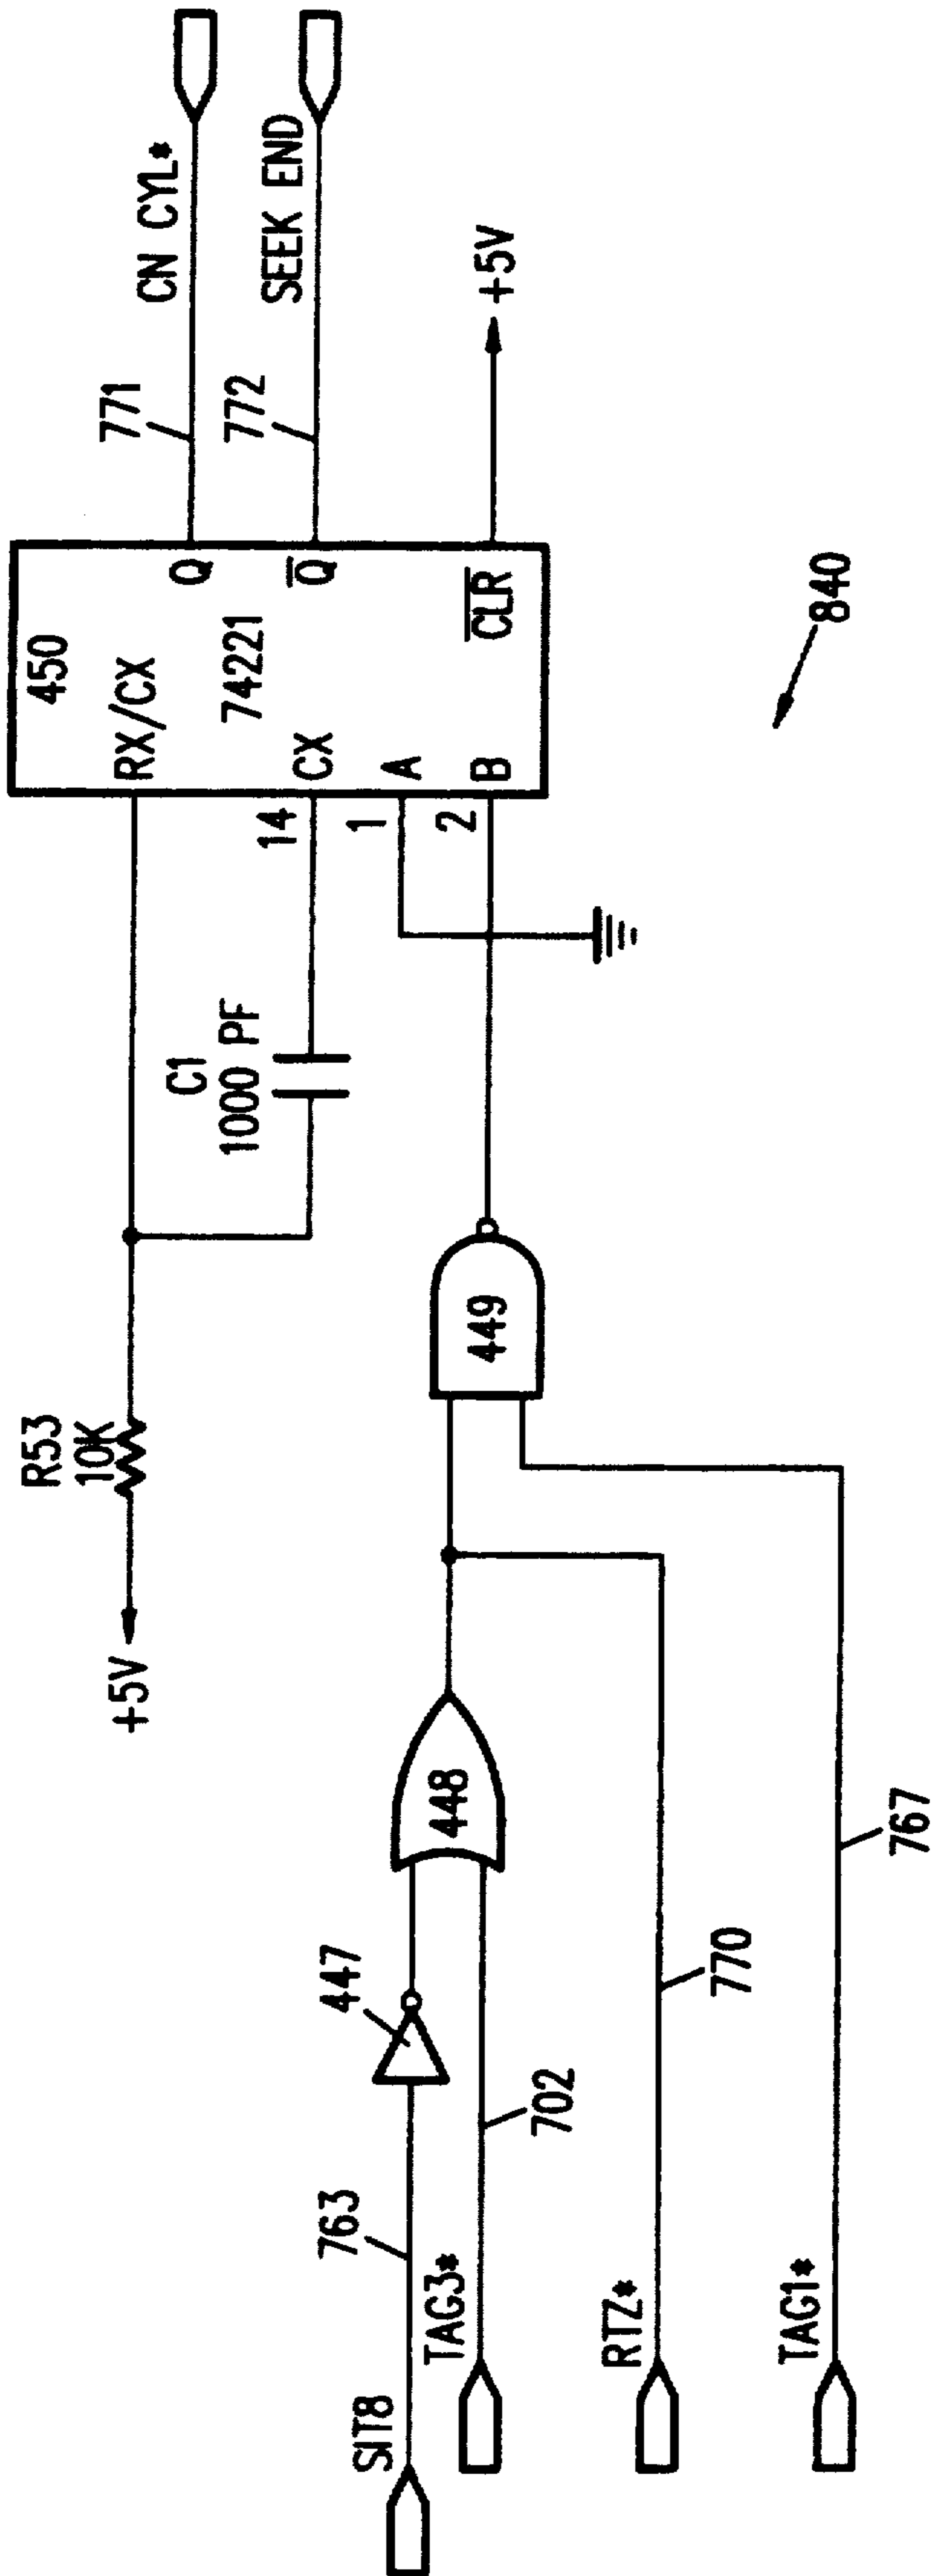 450
RX/CX
Q
CN CYL*
771
74221
CX
14
Q
SEEK END
772
A
1
B
2
CLR
+5V
R53
10K
+5V
C1
1000 PF
449
448
447
763
SIT8
TAG3*
702
RTZ*
770
TAG1*
767
840